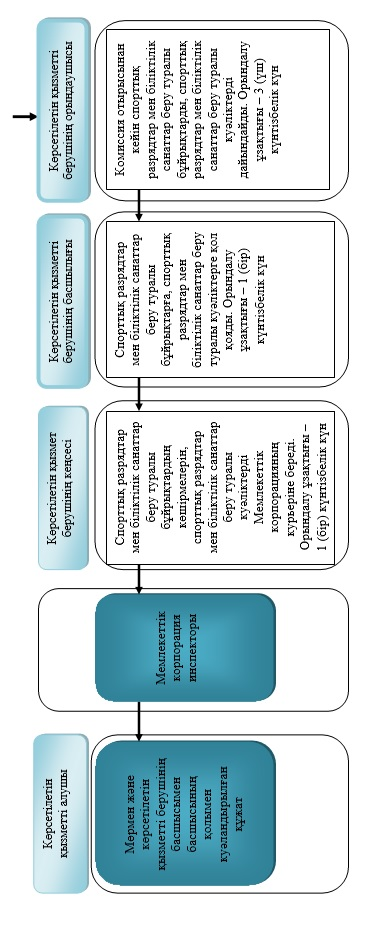 Көрсетілетін қызметті
берушінің орындаушысы
Комиссия отырысынан
кейін спорттық
разрядтар мен біліктілік
санаттар беру туралы
бұйрықтарды, спорттық
разрядтар мен біліктілік
санаттар беру туралы
куәліктерді
дайындайды. Орындалу
ұзақтығы – 3 (үш)
күнтізбелік күн
Көрсетілетін қызметті
берушінің басшылығы
Спорттық разрядтар
мен біліктілік санаттар
беру туралы
бұйрықтарға, спорттық
разрядтар мен
біліктілік санаттар беру
туралы куәліктерге қол
қояды. Орындалу
ұзақтығы – 1 (бір)
күнтізбелік күн
Көрсетілетін қызмет
берушінің кеңсесі
Спорттық разрядтар
мен біліктілік санаттар
беру туралы
бұйрықтардың
көшірмелерін,
спорттық разрядтар
мен біліктілік санаттар
беру туралы
куәліктерді
Мемлекеттік
корпорацияның
курьеріне береді.
Орындалу ұзақтығы –
1 (бір) күнтізбелік күн
Мемлекеттік
корпорация
инспекторы
Көрсетілетін
қызметті алушы
Мөрмен және
көрсетілетін
қызметті берушінің
басшысымен
басшысының
қолымен
куәландырылған
құжат